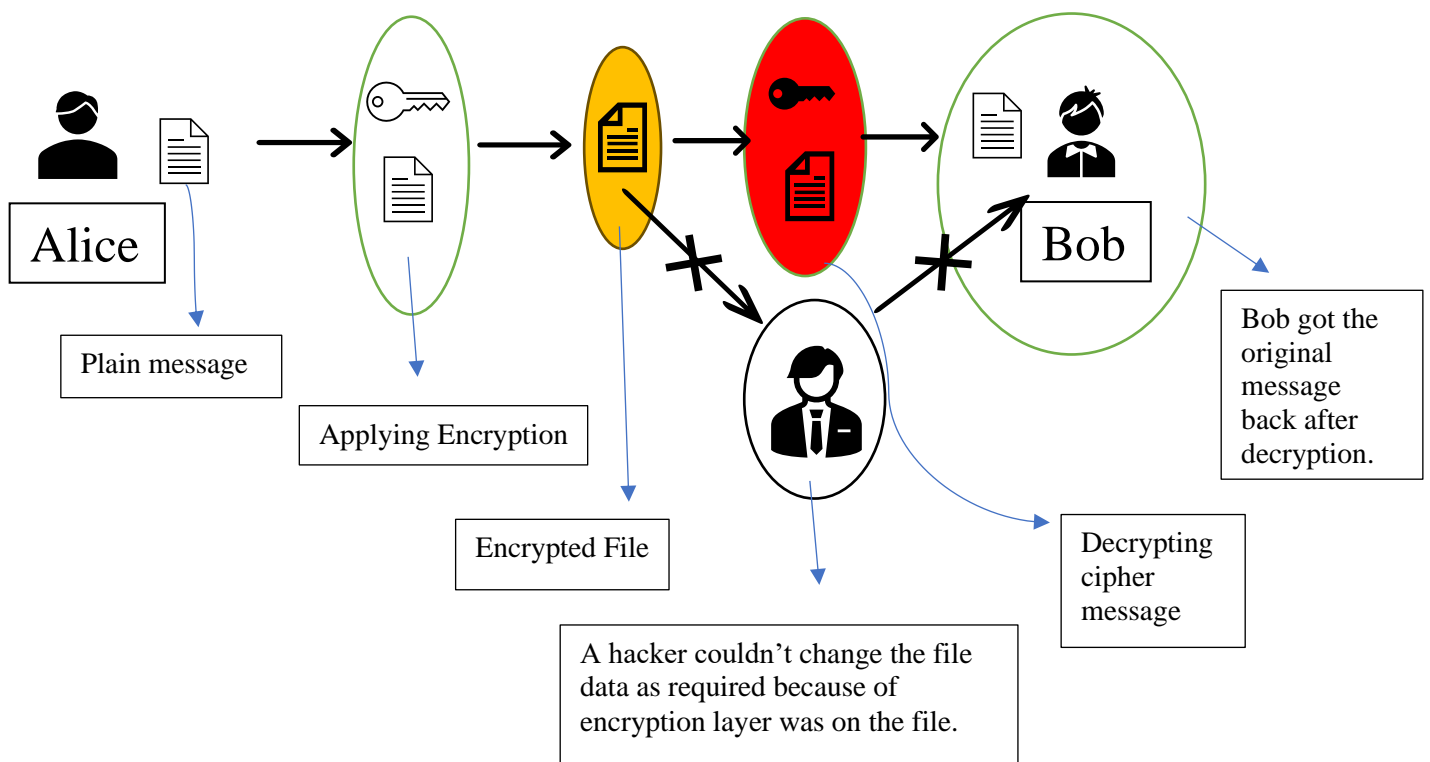 Alice
Bob
Plain message
Applying Encryption
Encrypted File
A hacker couldn’t change the file
data as required because of
encryption layer was on the file.
Decrypting
cipher
message
Bob got the
original
message
back after
decryption.